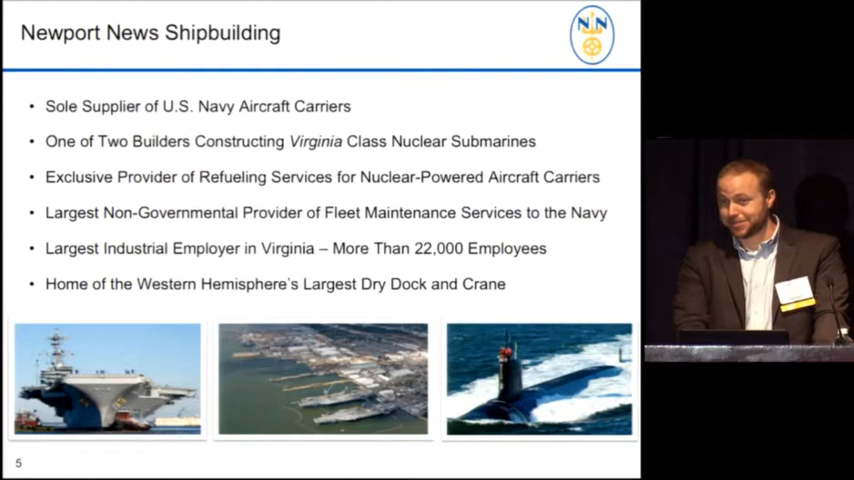 Newport News Shipbuilding
NN
• Sole Supplier of U.S. Navy Aircraft Carriers
• One of Two Builders Constructing Virginia Class Nuclear Submarines
• Exclusive Provider of Refueling Services for Nuclear-Powered Aircraft Carriers
• Largest Non-Governmental Provider of Fleet Maintenance Services to the Navy
• Largest Industrial Employer in Virginia – More Than 22,000 Employees
• Home of the Western Hemisphere's Largest Dry Dock and Crane
5